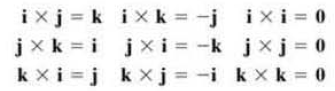 i × j = k i × k = −j i × i = 0
j × k = i j × i = −k j × j = 0
k × i = j k × j = −i k × k = 0